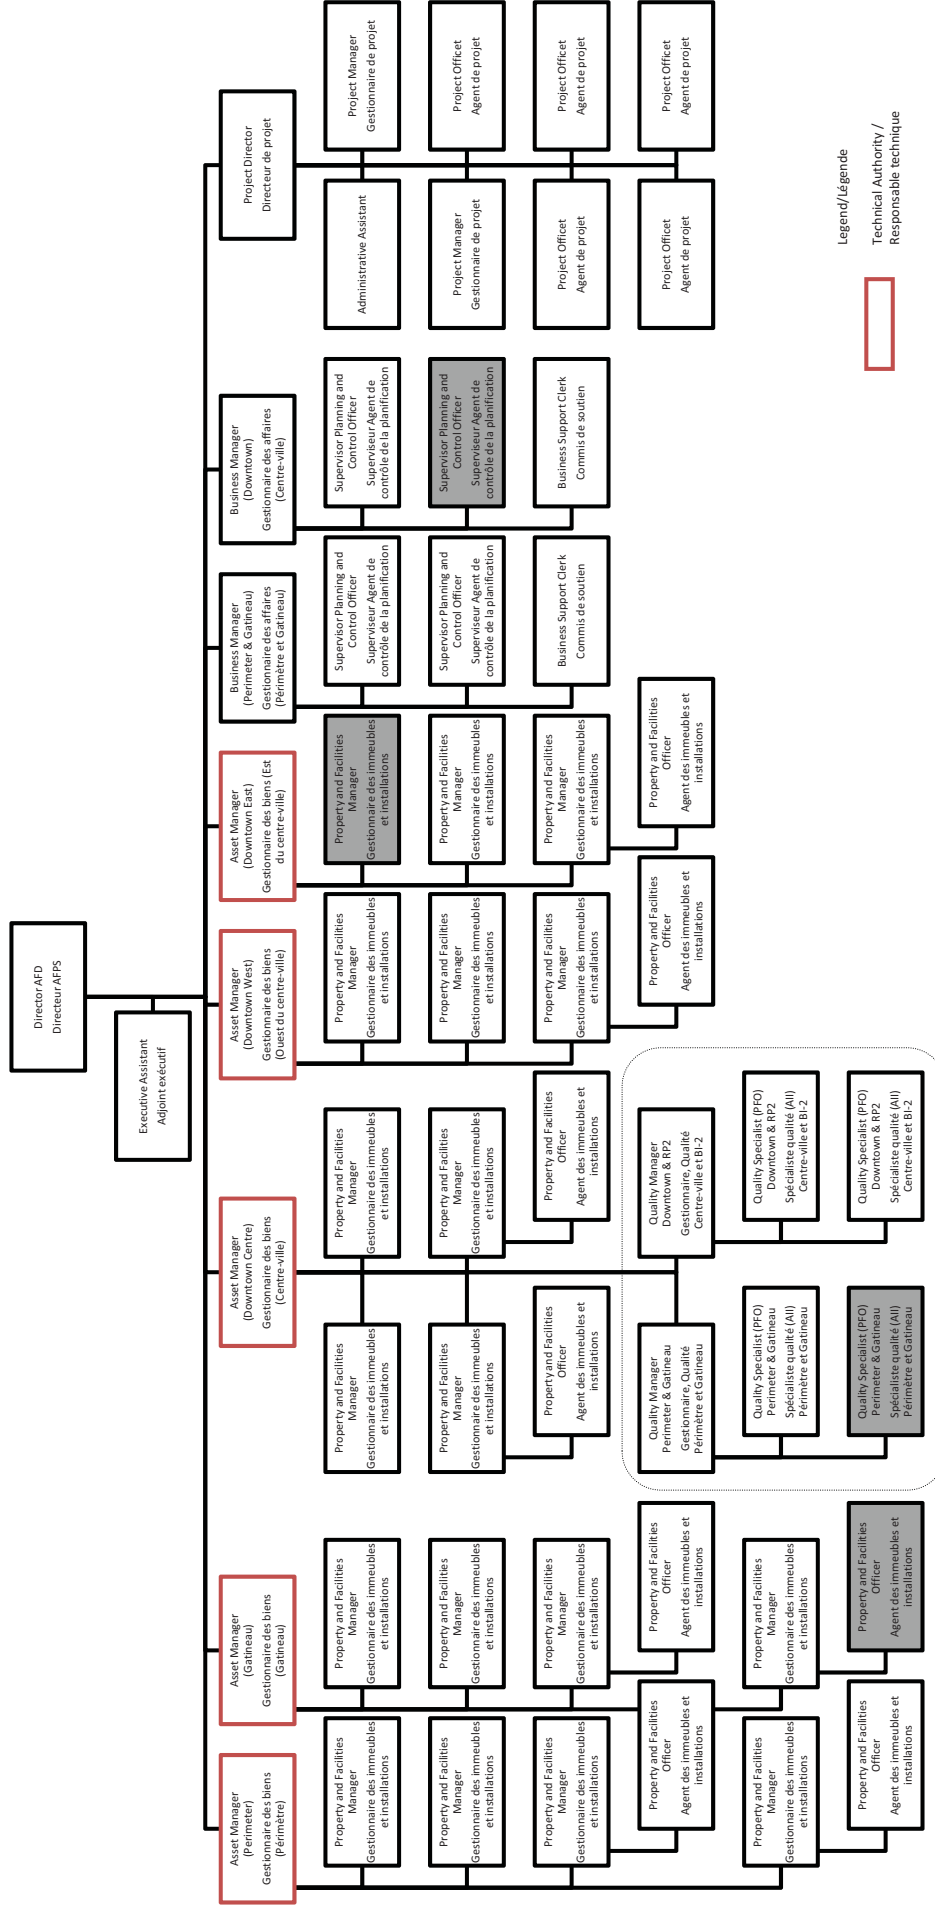 Director AFD
Directeur AFPS
Executive Assistant
Adjoint exécutif
Asset Manager
(Perimeter)
Gestionnaire des biens
(Périmètre)
Property and Facilities
Manager
Gestionnaire des immeubles
et installations
Property and Facilities
Manager
Gestionnaire des immeubles
et installations
Property and Facilities
Manager
Gestionnaire des immeubles
et installations
Property and Facilities
Officer
Agent des immeubles et
installations
Property and Facilities
Manager
Gestionnaire des immeubles
et installations
Property and Facilities
Officer
Agent des immeubles et
installations
Asset Manager
(Gatineau)
Gestionnaire des biens
(Gatineau)
Property and Facilities
Manager
Gestionnaire des immeubles
et installations
Property and Facilities
Manager
Gestionnaire des immeubles
et installations
Property and Facilities
Manager
Gestionnaire des immeubles
et installations
Property and Facilities
Officer
Agent des immeubles et
installations
Property and Facilities
Manager
Gestionnaire des immeubles
et installations
Property and Facilities
Officer
Agent des immeubles et
installations
Asset Manager
(Downtown Centre)
Gestionnaire des biens
(Centre-ville)
Property and Facilities
Manager
Gestionnaire des immeubles
et installations
Property and Facilities
Manager
Gestionnaire des immeubles
et installations
Property and Facilities
Manager
Gestionnaire des immeubles
et installations
Property and Facilities
Manager
Gestionnaire des immeubles
et installations
Property and Facilities
Officer
Agent des immeubles et
installations
Property and Facilities
Officer
Agent des immeubles et
installations
Quality Manager
Perimeter & Gatineau
Gestionnaire, Qualité
Périmètre et Gatineau
Quality Specialist (PFO)
Perimeter & Gatineau
Spécialiste qualité (AII)
Périmètre et Gatineau
Quality Specialist (PFO)
Perimeter & Gatineau
Spécialiste qualité (AII)
Périmètre et Gatineau
Quality Manager
Downtown & RP2
Gestionnaire, Qualité
Centre-ville et BI-2
Quality Specialist (PFO)
Downtown & RP2
Spécialiste qualité (AII)
Centre-ville et BI-2
Quality Specialist (PFO)
Downtown & RP2
Spécialiste qualité (AII)
Centre-ville et BI-2
Asset Manager
(Downtown West)
Gestionnaire des biens
(Ouest du centre-ville)
Property and Facilities
Manager
Gestionnaire des immeubles
et installations
Property and Facilities
Manager
Gestionnaire des immeubles
et installations
Property and Facilities
Manager
Gestionnaire des immeubles
et installations
Property and Facilities
Officer
Agent des immeubles et
installations
Asset Manager
(Downtown East)
Gestionnaire des biens (Est
du centre-ville)
Property and Facilities
Manager
Gestionnaire des immeubles
et installations
Property and Facilities
Manager
Gestionnaire des immeubles
et installations
Property and Facilities
Manager
Gestionnaire des immeubles
et installations
Property and Facilities
Officer
Agent des immeubles et
installations
Business Manager
(Perimeter & Gatineau)
Gestionnaire des affaires
(Périmètre et Gatineau)
Supervisor Planning and
Control Officer
Superviseur Agent de
contrôle de la planification
Supervisor Planning and
Control Officer
Superviseur Agent de
contrôle de la planification
Business Support Clerk
Commis de soutien
Business Manager
(Downtown)
Gestionnaire des affaires
(Centre-ville)
Supervisor Planning and
Control Officer
Superviseur Agent de
contrôle de la planification
Supervisor Planning and
Control Officer
Superviseur Agent de
contrôle de la planification
Business Support Clerk
Commis de soutien
Project Director
Directeur de projet
Administrative Assistant
Project Manager
Gestionnaire de projet
Project Manager
Gestionnaire de projet
Project Officet
Agent de projet
Project Officet
Agent de projet
Project Officet
Agent de projet
Project Officet
Agent de projet
Project Officet
Agent de projet
Legend/Légende
Technical Authority /
Responsable technique